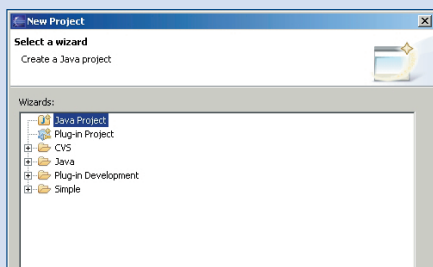 New Project
Select a wizard
Create a Java project
Wizards:
Java Project
Plug-in Project
CVS
Java
Plug-in Development
Simple